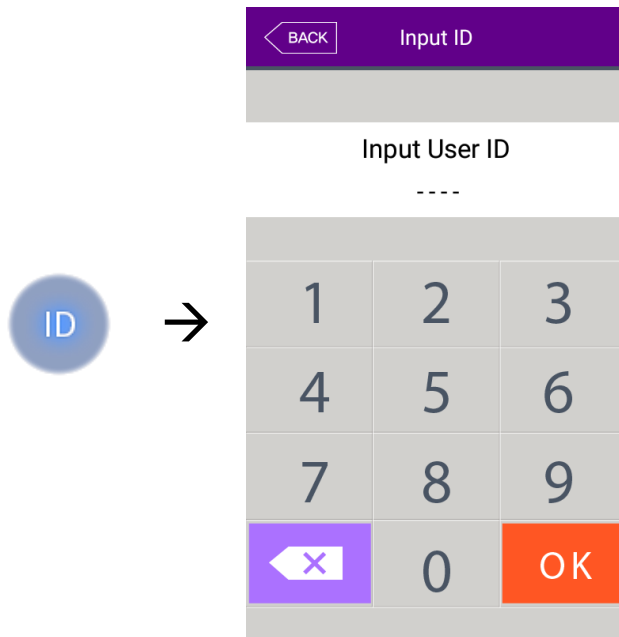 BACK Input ID
Input User ID
----
ID
1 2 3
4 5 6
7 8 9
0 OK